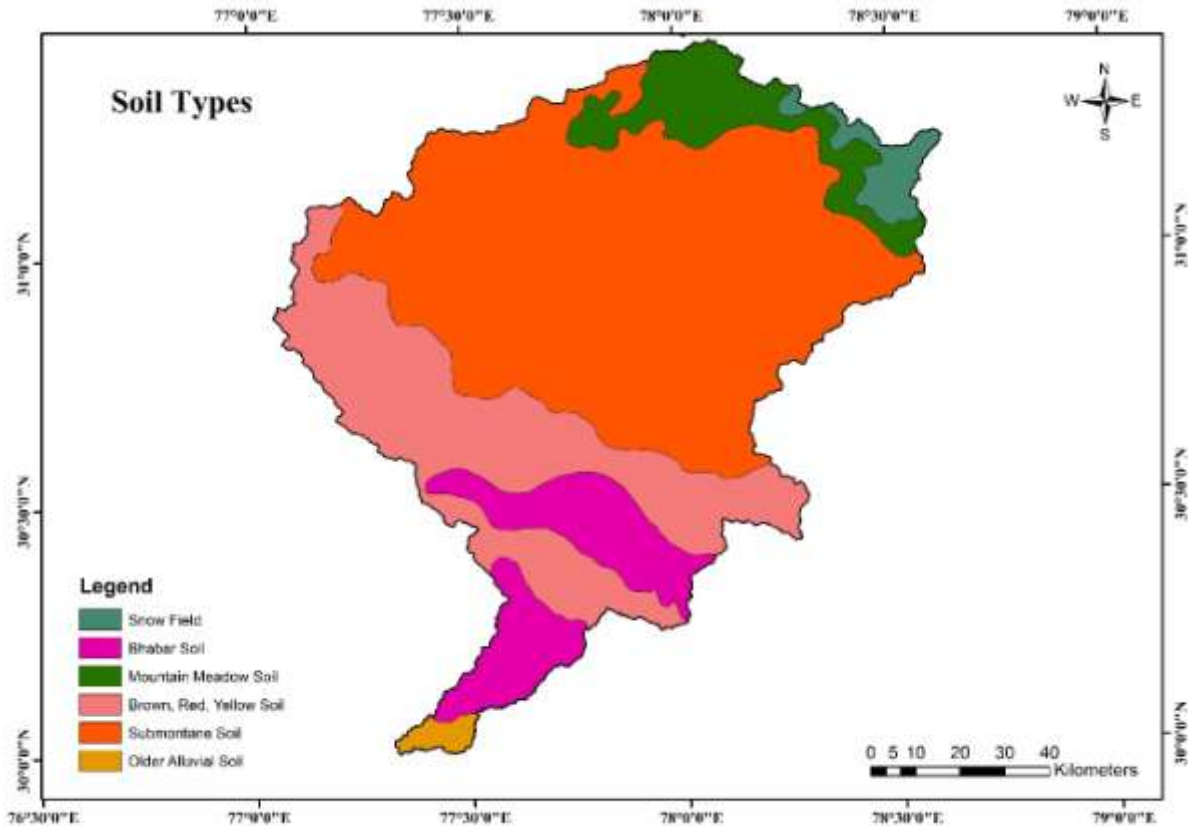 77°0'0"E 77°30'0"E 78°0'0"E 78°30'0"E 79°0'0"E
Soil Types
N
W E
S
31°0'0"N 31°0'0"N
30°30'0"N 30°30'0"N
30°0'0"N 30°0'0"N
Legend
Snow Field
Bhabar Soil
Mountain Meadow Soil
Brown, Red, Yellow Soil
Submontane Soil
Older Alluvial Soil
0 5 10 20 30 40
Kilometers
76°30'0"E 77°0'0"E 77°30'0"E 78°0'0"E 78°30'0"E 79°0'0"E